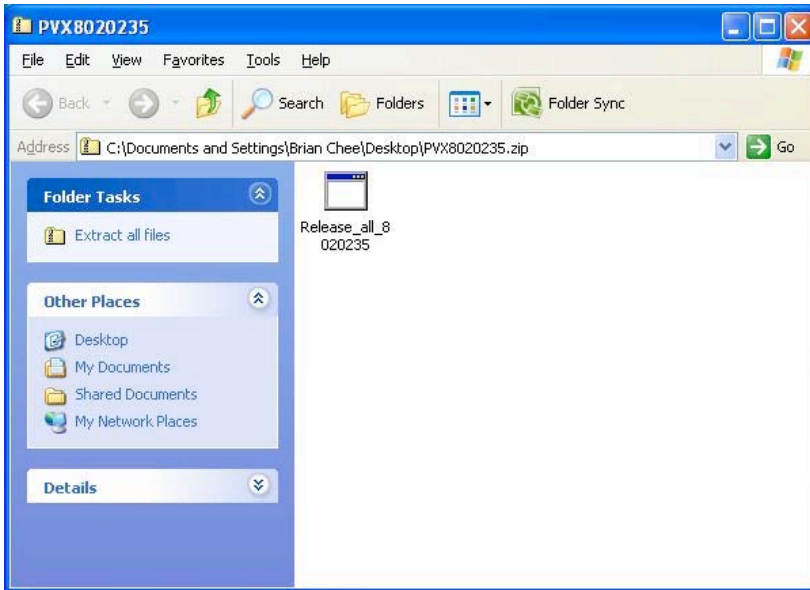 PVX8020235
File Edit View Favorites Tools Help
Back Search Folders Folder Sync
Address C:\Documents and Settings\Brian Chee\Desktop\PVX8020235.zip Go
Folder Tasks
Extract all files
Other Places
Desktop
My Documents
Shared Documents
My Network Places
Details
Release_all_8
020235